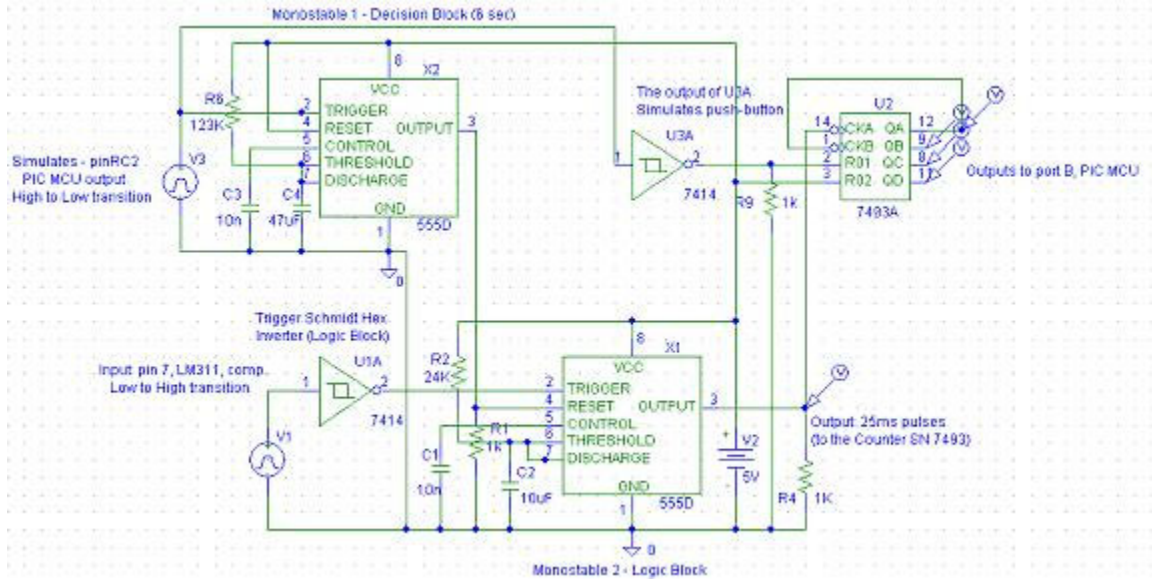 Monostable 1 - Decision Block (6 sec)
8
X2
VCC
R6
123K
2 TRIGGER
4 RESET OUTPUT 3
5 CONTROL
6 THRESHOLD
7 DISCHARGE
GND
1
555D
C3
10n
C4
47uF
0
Simulates - pinRC2
PIC MCU output
High to Low transition
V3
The output of U3A
Simulates push-button
U3A
1
2
7414
R9
1k
U2
14 CKA QA 12
1 CKB QB 9
2 R01 QC 8
3 R02 QD 11
7493A
V
V
V
V
Outputs to port B, PIC MCU
Trigger Schmidt Hex
Inverter (Logic Block)
U1A
Input: pin 7, LM311, comp.
Low to High transition
1
2
7414
V1
R2
24K
R1
1k
C1
10n
C2
10uF
8
X1
VCC
2 TRIGGER
4 RESET OUTPUT 3
5 CONTROL
6 THRESHOLD
7 DISCHARGE
GND
1
555D
0
+
V2
5V
-
V
Output: 25ms pulses
(to the Counter SN 7493)
R4
1K
Monostable 2 - Logic Block